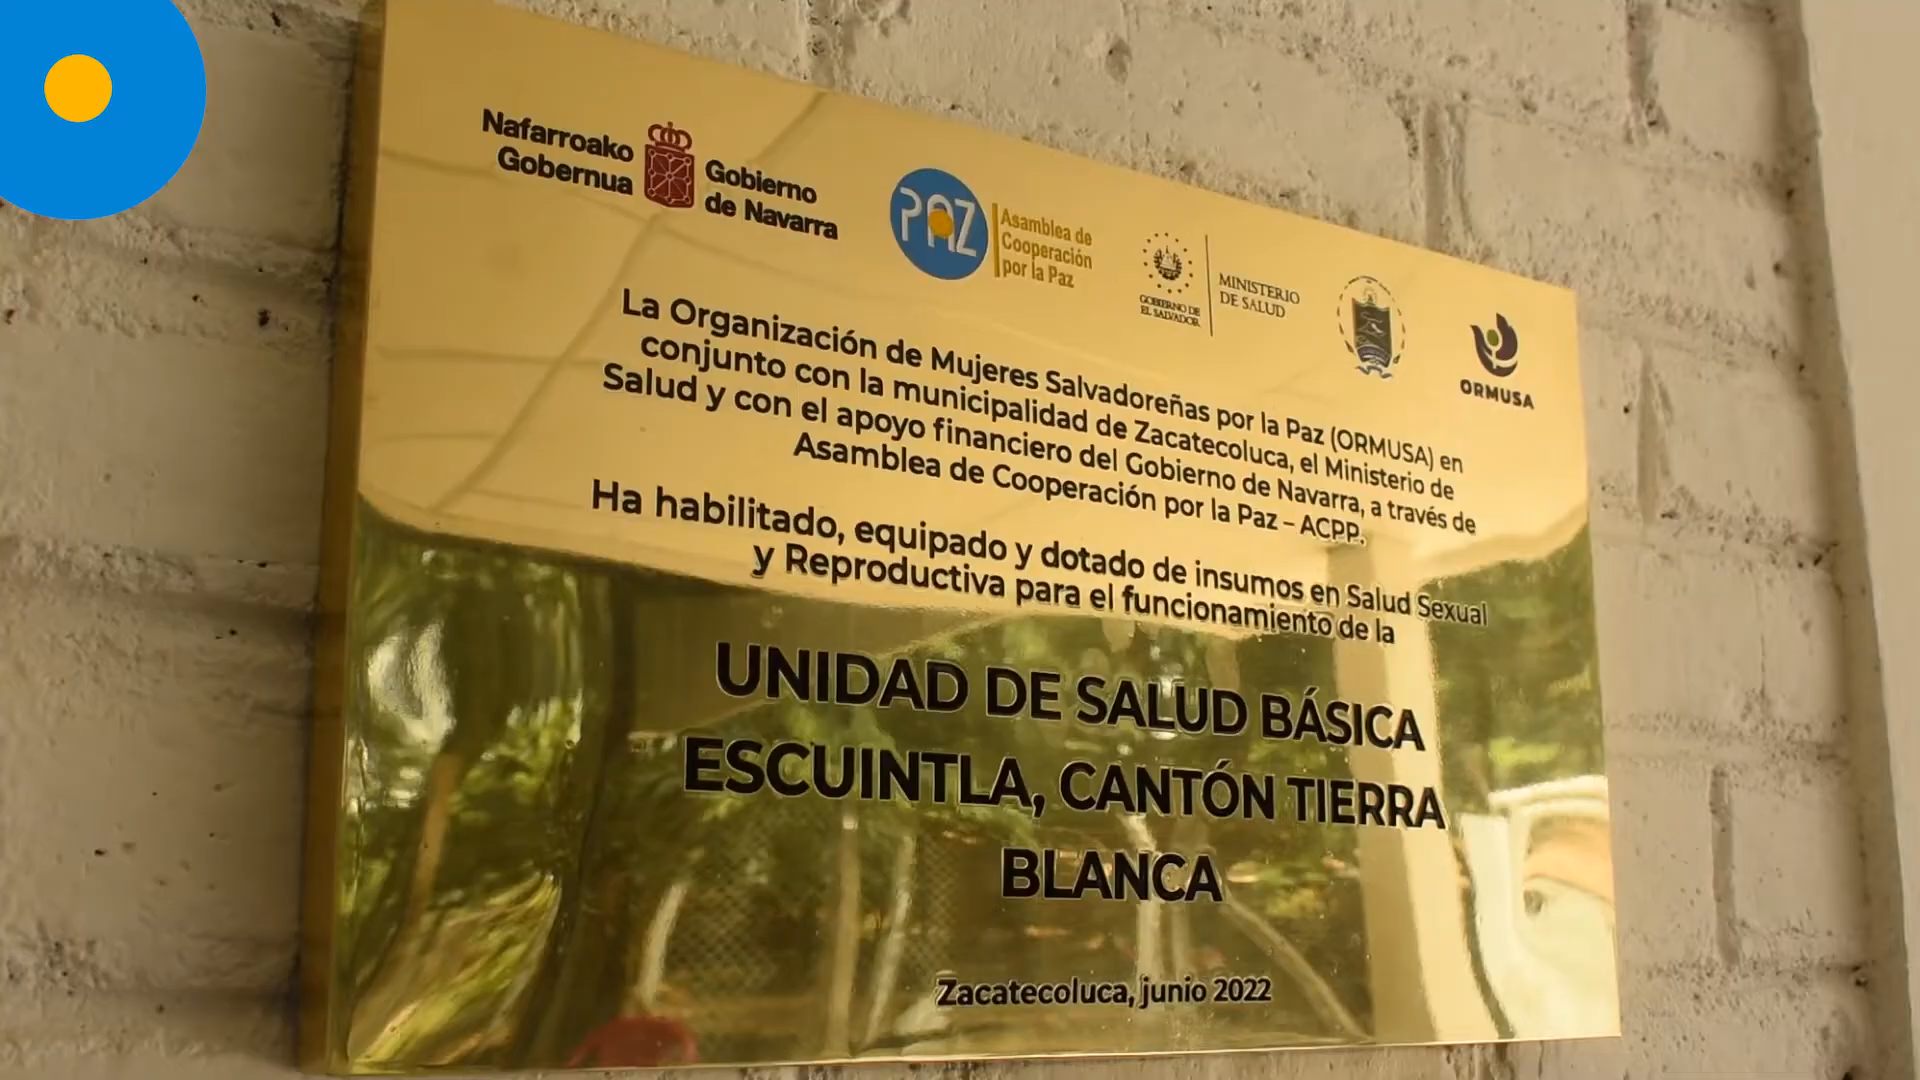 Nafarroako
Gobernua
Gobierno
de Navarra
PAZ
Asamblea de
Cooperación
por la Paz
GOBIERNO DE
EL SALVADOR
MINISTERIO
DE SALUD
ORMUSA
La Organización de Mujeres Salvadoreñas por la Paz (ORMUSA) en
conjunto con la municipalidad de Zacatecoluca, el Ministerio de
Salud y con el apoyo financiero del Gobierno de Navarra, a través de
Asamblea de Cooperación por la Paz – ACPP.
Ha habilitado, equipado y dotado de insumos en Salud Sexual
y Reproductiva para el funcionamiento de la
UNIDAD DE SALUD BÁSICA
ESCUINTLA, CANTÓN TIERRA
BLANCA
Zacatecoluca, junio 2022